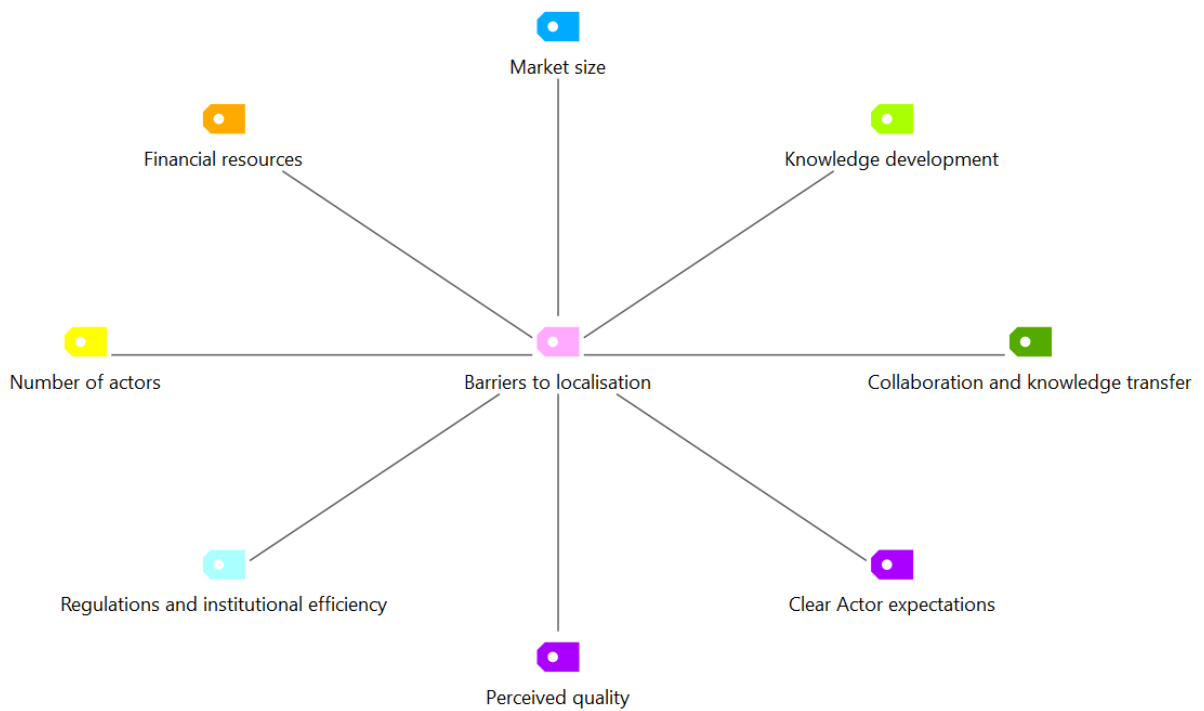 Market size
Financial resources
Knowledge development
Number of actors
Barriers to localisation
Collaboration and knowledge transfer
Regulations and institutional efficiency
Clear Actor expectations
Perceived quality